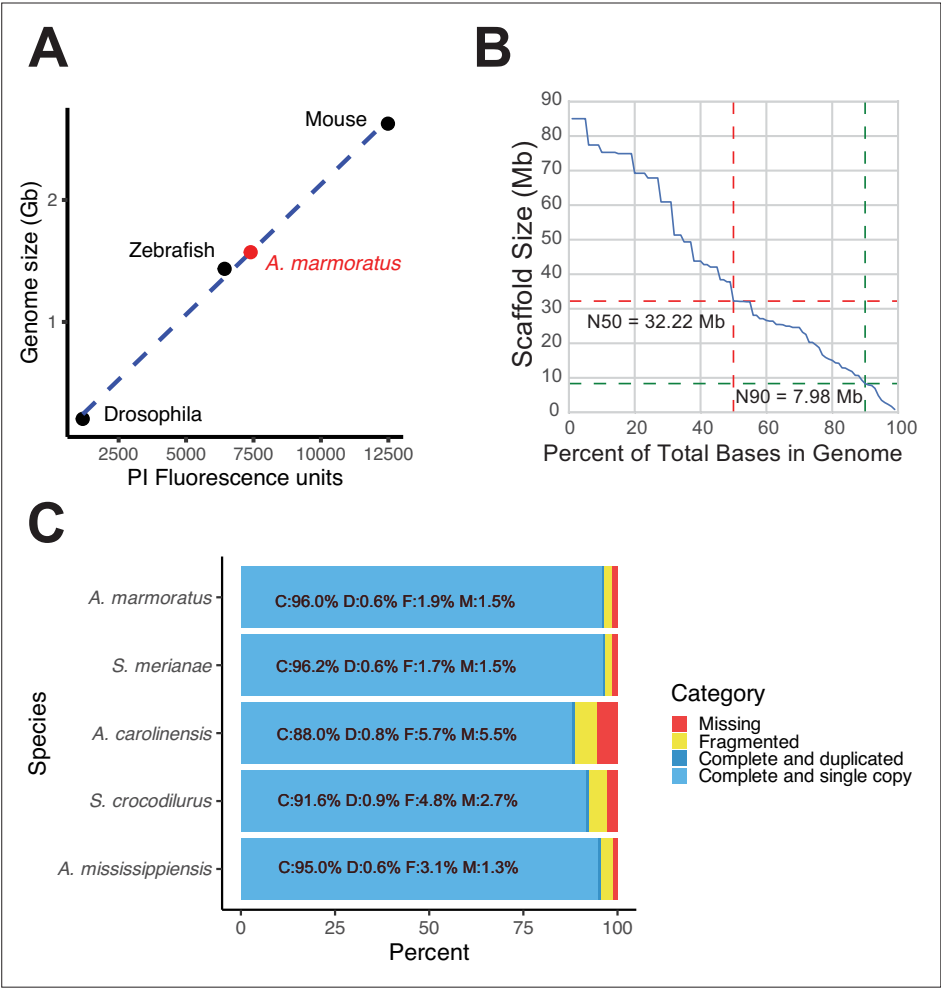 A
Genome size (Gb)
2
1
Mouse
Zebrafish
A. marmoratus
Drosophila
2500 5000 7500 10000 12500
PI Fluorescence units
B
Scaffold Size (Mb)
90
80
70
60
50
40
30
20
10
0
N50 = 32.22 Mb
N90 = 7.98 Mb
0 20 40 60 80 100
Percent of Total Bases in Genome
C
Species
A. marmoratus
C:96.0% D:0.6% F:1.9% M:1.5%
S. merianae
C:96.2% D:0.6% F:1.7% M:1.5%
A. carolinensis
C:88.0% D:0.8% F:5.7% M:5.5%
S. crocodilurus
C:91.6% D:0.9% F:4.8% M:2.7%
A. mississippiensis
C:95.0% D:0.6% F:3.1% M:1.3%
0 25 50 75 100
Percent
Category
Missing
Fragmented
Complete and duplicated
Complete and single copy